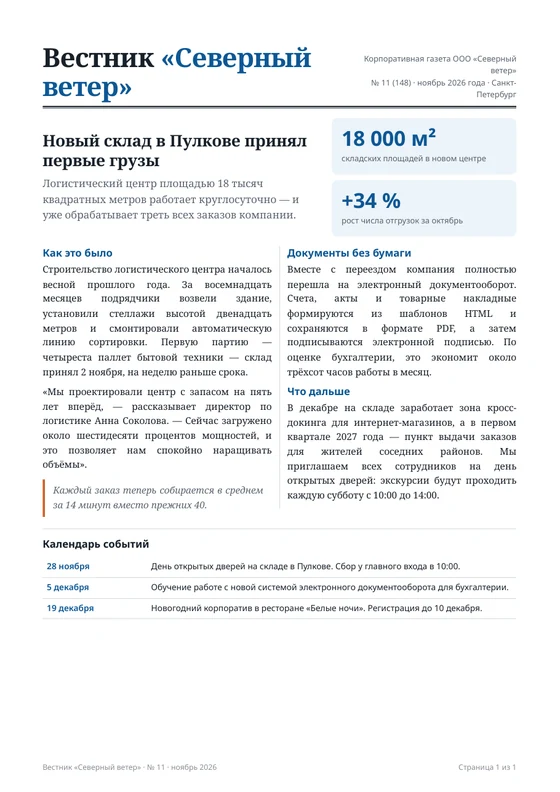 Вестник «Северный
ветер»
Корпоративная газета ООО «Северный
ветер»
№ 11 (148) · ноябрь 2026 года · Санкт-
Петербург
Новый склад в Пулкове принял
первые грузы
Логистический центр площадью 18 тысяч
квадратных метров работает круглосуточно — и
уже обрабатывает треть всех заказов компании.
18 000 м²
складских площадей в новом центре
+34 %
рост числа отгрузок за октябрь
Как это было
Строительство логистического центра началось
весной прошлого года. За восемнадцать
месяцев подрядчики возвели здание,
установили стеллажи высотой двенадцать
метров и смонтировали автоматическую
линию сортировки. Первую партию —
четыреста паллет бытовой техники — склад
принял 2 ноября, на неделю раньше срока.
«Мы проектировали центр с запасом на пять
лет вперёд, — рассказывает директор по
логистике Анна Соколова. — Сейчас загружено
около шестидесяти процентов мощностей, и
это позволяет нам спокойно наращивать
объёмы».
Каждый заказ теперь собирается в среднем
за 14 минут вместо прежних 40.
Документы без бумаги
Вместе с переездом компания полностью
перешла на электронный документооборот.
Счета, акты и товарные накладные
формируются из шаблонов HTML и
сохраняются в формате PDF, а затем
подписываются электронной подписью. По
оценке бухгалтерии, это экономит около
трёхсот часов работы в месяц.
Что дальше
В декабре на складе заработает зона кросс-
докинга для интернет-магазинов, а в первом
квартале 2027 года — пункт выдачи заказов
для жителей соседних районов. Мы
приглашаем всех сотрудников на день
открытых дверей: экскурсии будут проходить
каждую субботу с 10:00 до 14:00.
Календарь событий
28 ноября День открытых дверей на складе в Пулкове. Сбор у главного входа в 10:00.
5 декабря Обучение работе с новой системой электронного документооборота для бухгалтерии.
19 декабря Новогодний корпоратив в ресторане «Белые ночи». Регистрация до 10 декабря.
Вестник «Северный ветер» · № 11 · ноябрь 2026 Страница 1 из 1